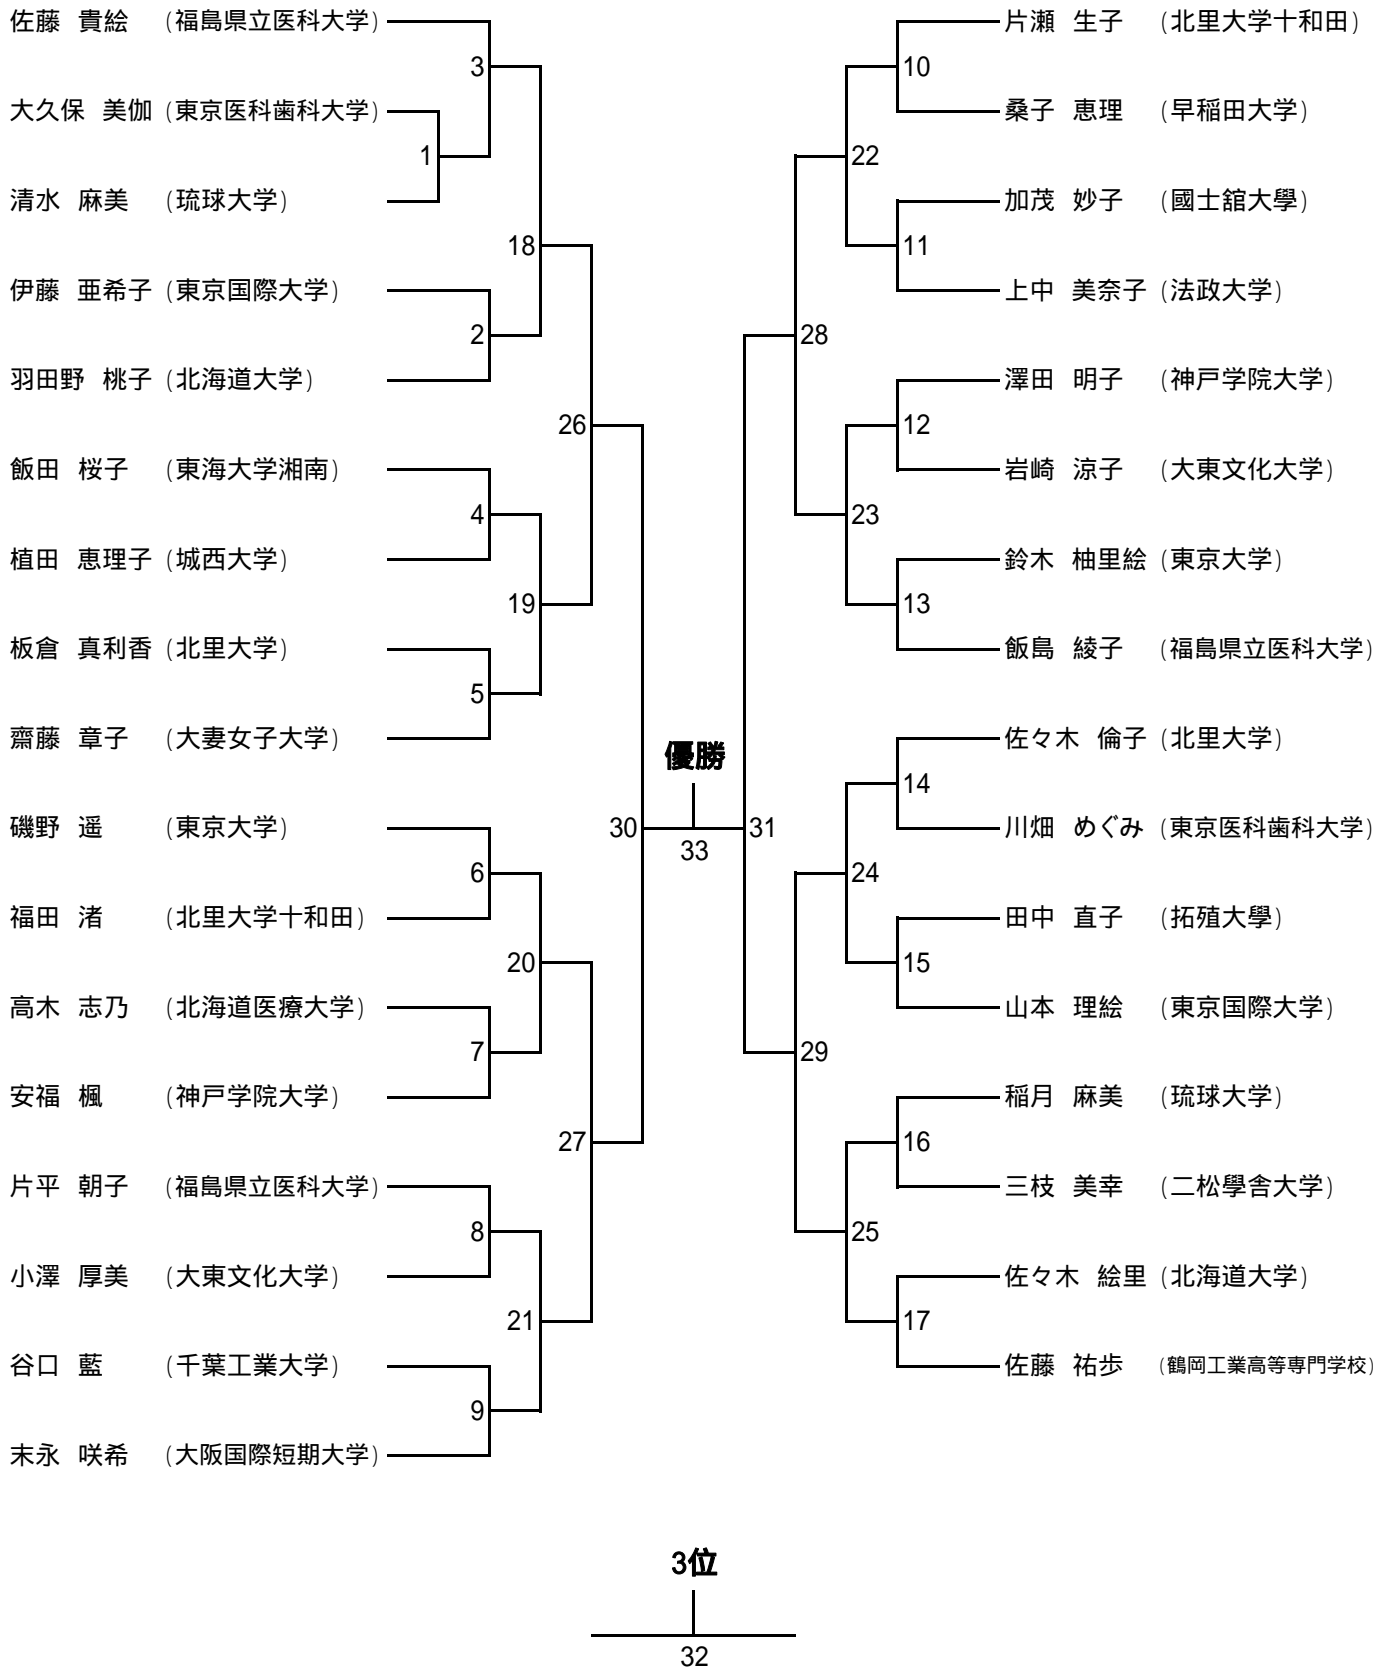 佐藤 貴絵 (福島県立医科大学)
3
大久保 美伽 (東京医科歯科大学)
1
清水 麻美 (琉球大学)
18
伊藤 亜希子 (東京国際大学)
2
羽田野 桃子 (北海道大学)
26
飯田 桜子 (東海大学湘南)
4
植田 恵理子 (城西大学)
19
板倉 真利香 (北里大学)
5
齋藤 章子 (大妻女子大学)
磯野 遥 (東京大学)
30
6
福田 渚 (北里大学十和田)
20
高木 志乃 (北海道医療大学)
7
安福 楓 (神戸学院大学)
27
片平 朝子 (福島県立医科大学)
8
小澤 厚美 (大東文化大学)
21
谷口 藍 (千葉工業大学)
9
末永 咲希 (大阪国際短期大学)
優勝
33
片瀬 生子 (北里大学十和田)
10
桑子 恵理 (早稲田大学)
22
加茂 妙子 (國士舘大學)
11
上中 美奈子 (法政大学)
28
澤田 明子 (神戸学院大学)
12
岩崎 涼子 (大東文化大学)
23
鈴木 柚里絵 (東京大学)
13
飯島 綾子 (福島県立医科大学)
佐々木 倫子 (北里大学)
14
31
川畑 めぐみ (東京医科歯科大学)
24
田中 直子 (拓殖大學)
15
山本 理絵 (東京国際大学)
29
稲月 麻美 (琉球大学)
16
三枝 美幸 (二松學舎大学)
25
佐々木 絵里 (北海道大学)
17
佐藤 祐歩 (鶴岡工業高等専門学校)
3位
32